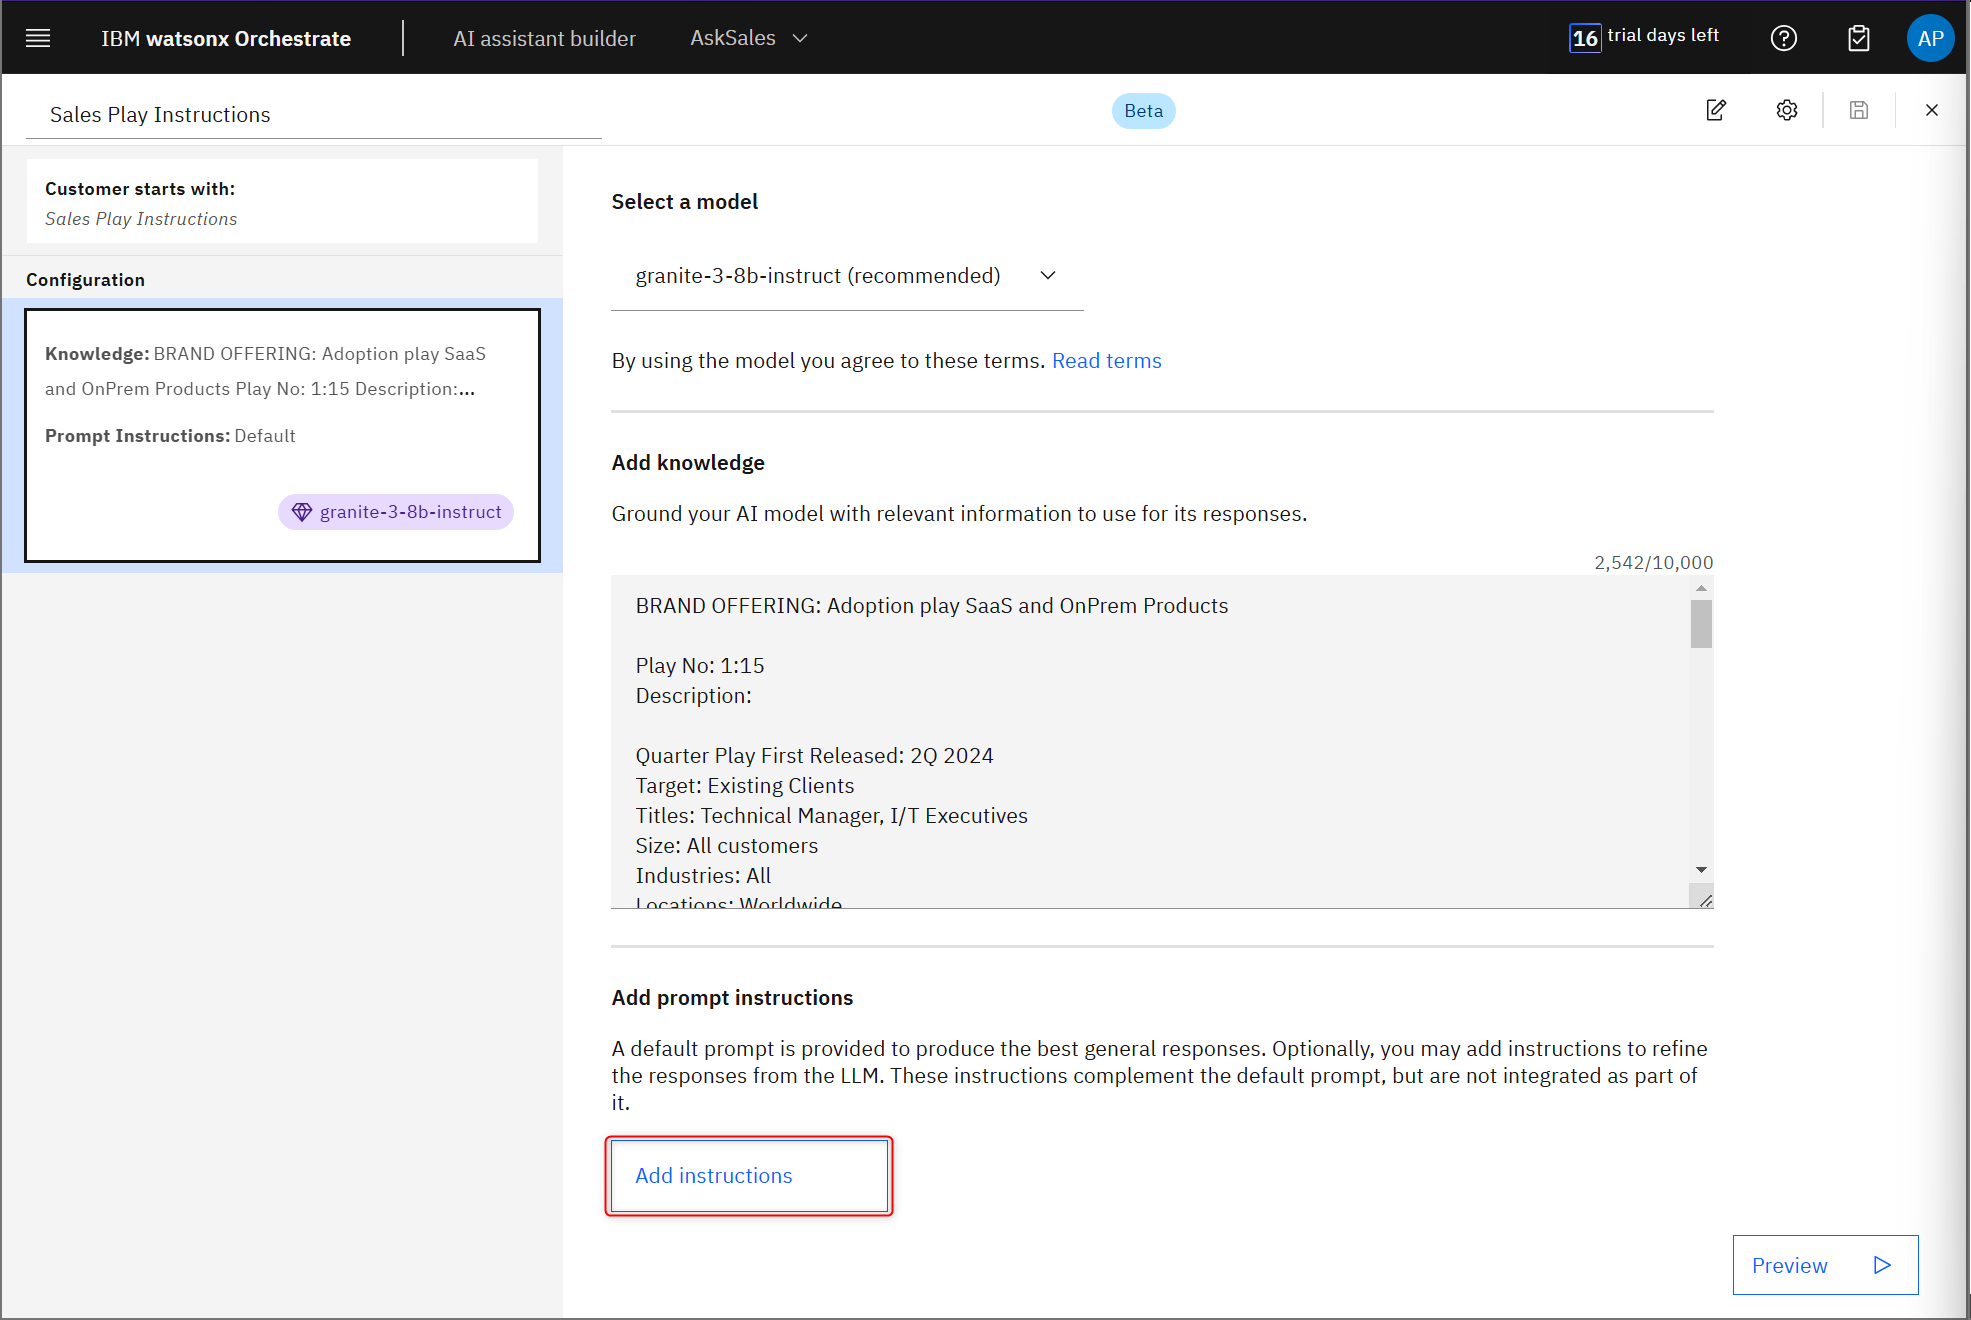 IBM watsonx Orchestrate
AI assistant builder
AskSales
16 trial days left
AP
Sales Play Instructions
Beta
Customer starts with:
Sales Play Instructions
Configuration
Knowledge: BRAND OFFERING: Adoption play SaaS
and OnPrem Products Play No: 1:15 Description:...
Prompt Instructions: Default
granite-3-8b-instruct
Select a model
granite-3-8b-instruct (recommended)
By using the model you agree to these terms. Read terms
Add knowledge
Ground your AI model with relevant information to use for its responses.
2,542/10,000
BRAND OFFERING: Adoption play SaaS and OnPrem Products
Play No: 1:15
Description:
Quarter Play First Released: 2Q 2024
Target: Existing Clients
Titles: Technical Manager, I/T Executives
Size: All customers
Industries: All
Locations: Worldwide
Add prompt instructions
A default prompt is provided to produce the best general responses. Optionally, you may add instructions to refine
the responses from the LLM. These instructions complement the default prompt, but are not integrated as part of
it.
Add instructions
Preview